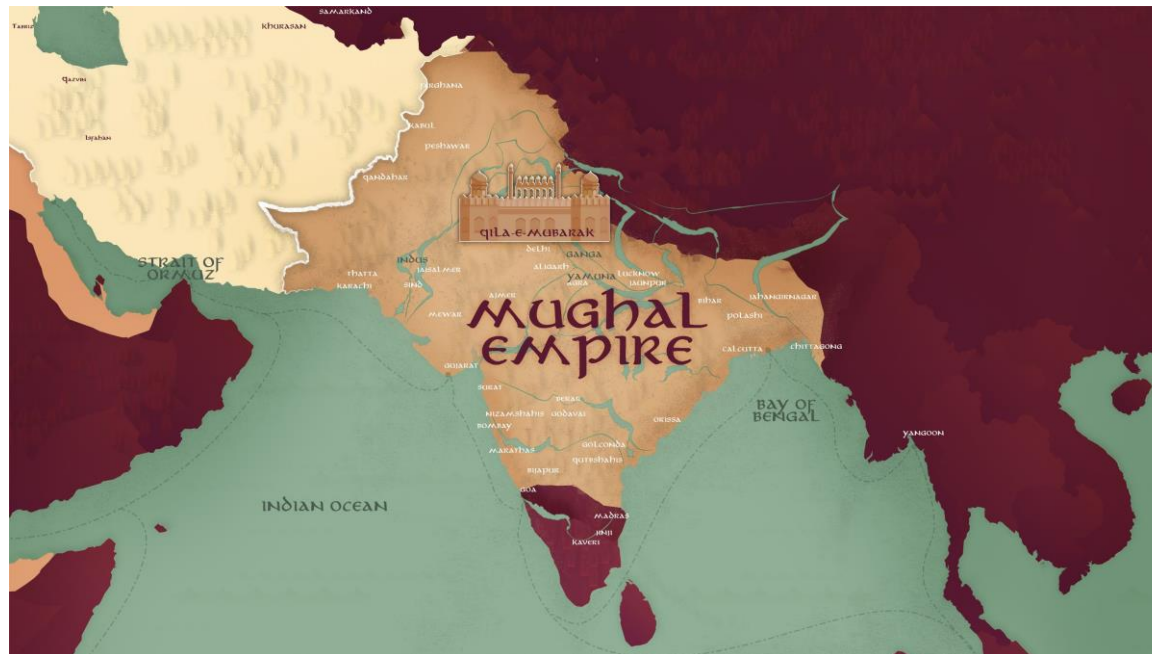 SAMARKAND
TABRIZ
KHURASAN
QAZVIN
ISFAHAN
KABUL
PESHAWAR
QANDAHAR
QILA-E-MUBARAK
DELHI
GANGA
STRAIT OF
ORMUZ
INDUS
JAISALMER
ALIGARH
YAMUNA
LUCKNOW
THATTA
KARACHI
SIND
AGRA
JAUNPUR
AJMER
BIHAR
JAHANGIRNAGAR
MEWAR
MUGHAL
EMPIRE
POLASHI
CALCUTTA
CHITTAGONG
GUJARAT
SURAT
BERAR
NIZAMSHAHIS
GODAVAI
BOMBAY
ORISSA
BAY OF
BENGAL
YANGOON
MARATHAS
GOLCONDA
QUTBSHAHIS
BIJAPUR
GOA
INDIAN OCEAN
MADRAS
JINJI
KAVERI